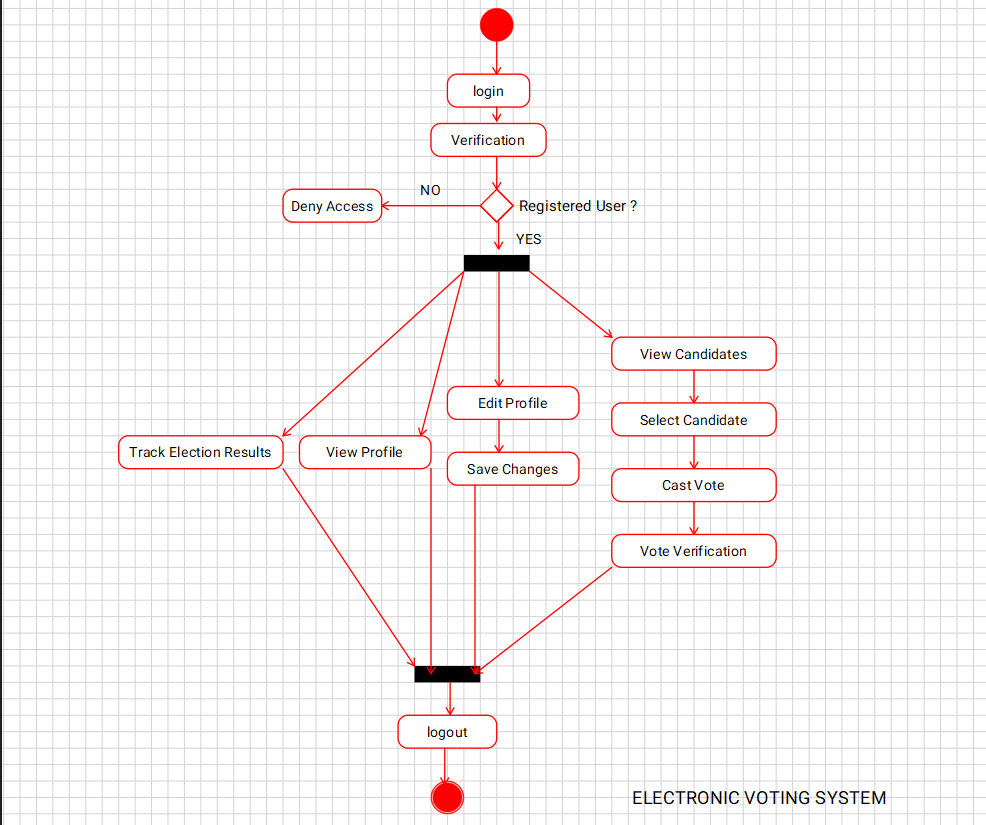 login
Verification
NO
Deny Access
Registered User ?
YES
View Candidates
Edit Profile
Select Candidate
Track Election Results
View Profile
Save Changes
Cast Vote
Vote Verification
logout
ELECTRONIC VOTING SYSTEM